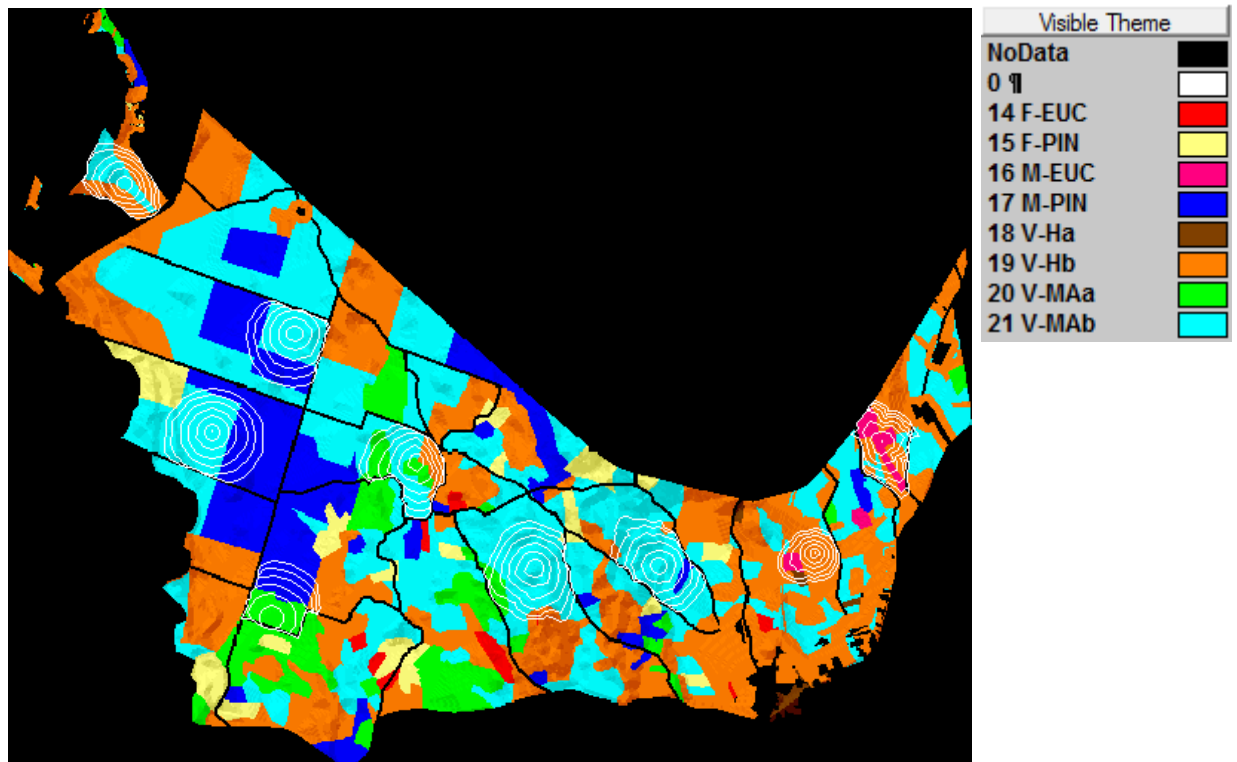 Visible Theme
NoData
0 ¶
14 F-EUC
15 F-PIN
16 M-EUC
17 M-PIN
18 V-Ha
19 V-Hb
20 V-MAa
21 V-MAb